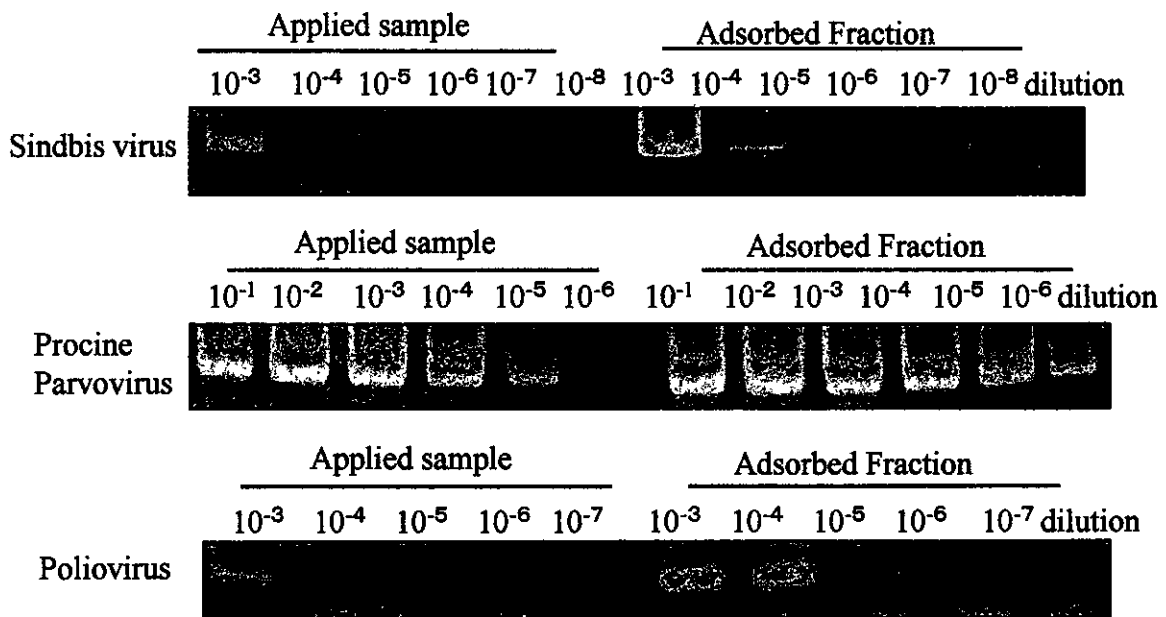 Applied sample Adsorbed Fraction
10⁻³ 10⁻⁴ 10⁻⁵ 10⁻⁶ 10⁻⁷ 10⁻⁸ 10⁻³ 10⁻⁴ 10⁻⁵ 10⁻⁶ 10⁻⁷ 10⁻⁸ dilution
Sindbis virus
Applied sample Adsorbed Fraction
10⁻¹ 10⁻² 10⁻³ 10⁻⁴ 10⁻⁵ 10⁻⁶ 10⁻¹ 10⁻² 10⁻³ 10⁻⁴ 10⁻⁵ 10⁻⁶ dilution
Procine
Parvovirus
Applied sample Adsorbed Fraction
10⁻³ 10⁻⁴ 10⁻⁵ 10⁻⁶ 10⁻⁷ 10⁻³ 10⁻⁴ 10⁻⁵ 10⁻⁶ 10⁻⁷ dilution
Poliovirus